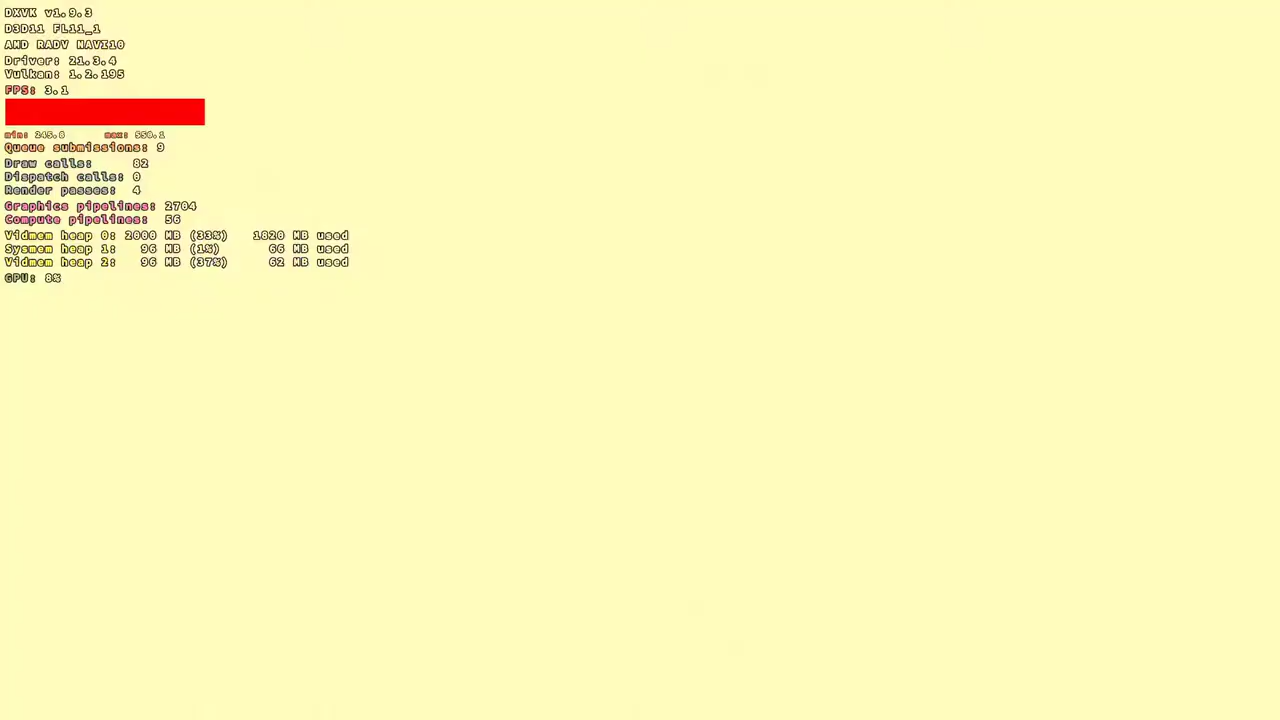 DXVK v1.9.3
D3D11 FL11_1
AMD RADV NAVI10
Driver: 21.3.4
Vulkan: 1.2.195
FPS: 3.1
min: 245.8 max: 550.1
Queue submissions: 9
Draw calls: 82
Dispatch calls: 0
Render passes: 4
Graphics pipelines: 2704
Compute pipelines: 56
Vidmem heap 0: 2000 MB (33%) 1820 MB used
Sysmem heap 1: 96 MB (1%) 66 MB used
Vidmem heap 2: 96 MB (37%) 62 MB used
GPU: 8%